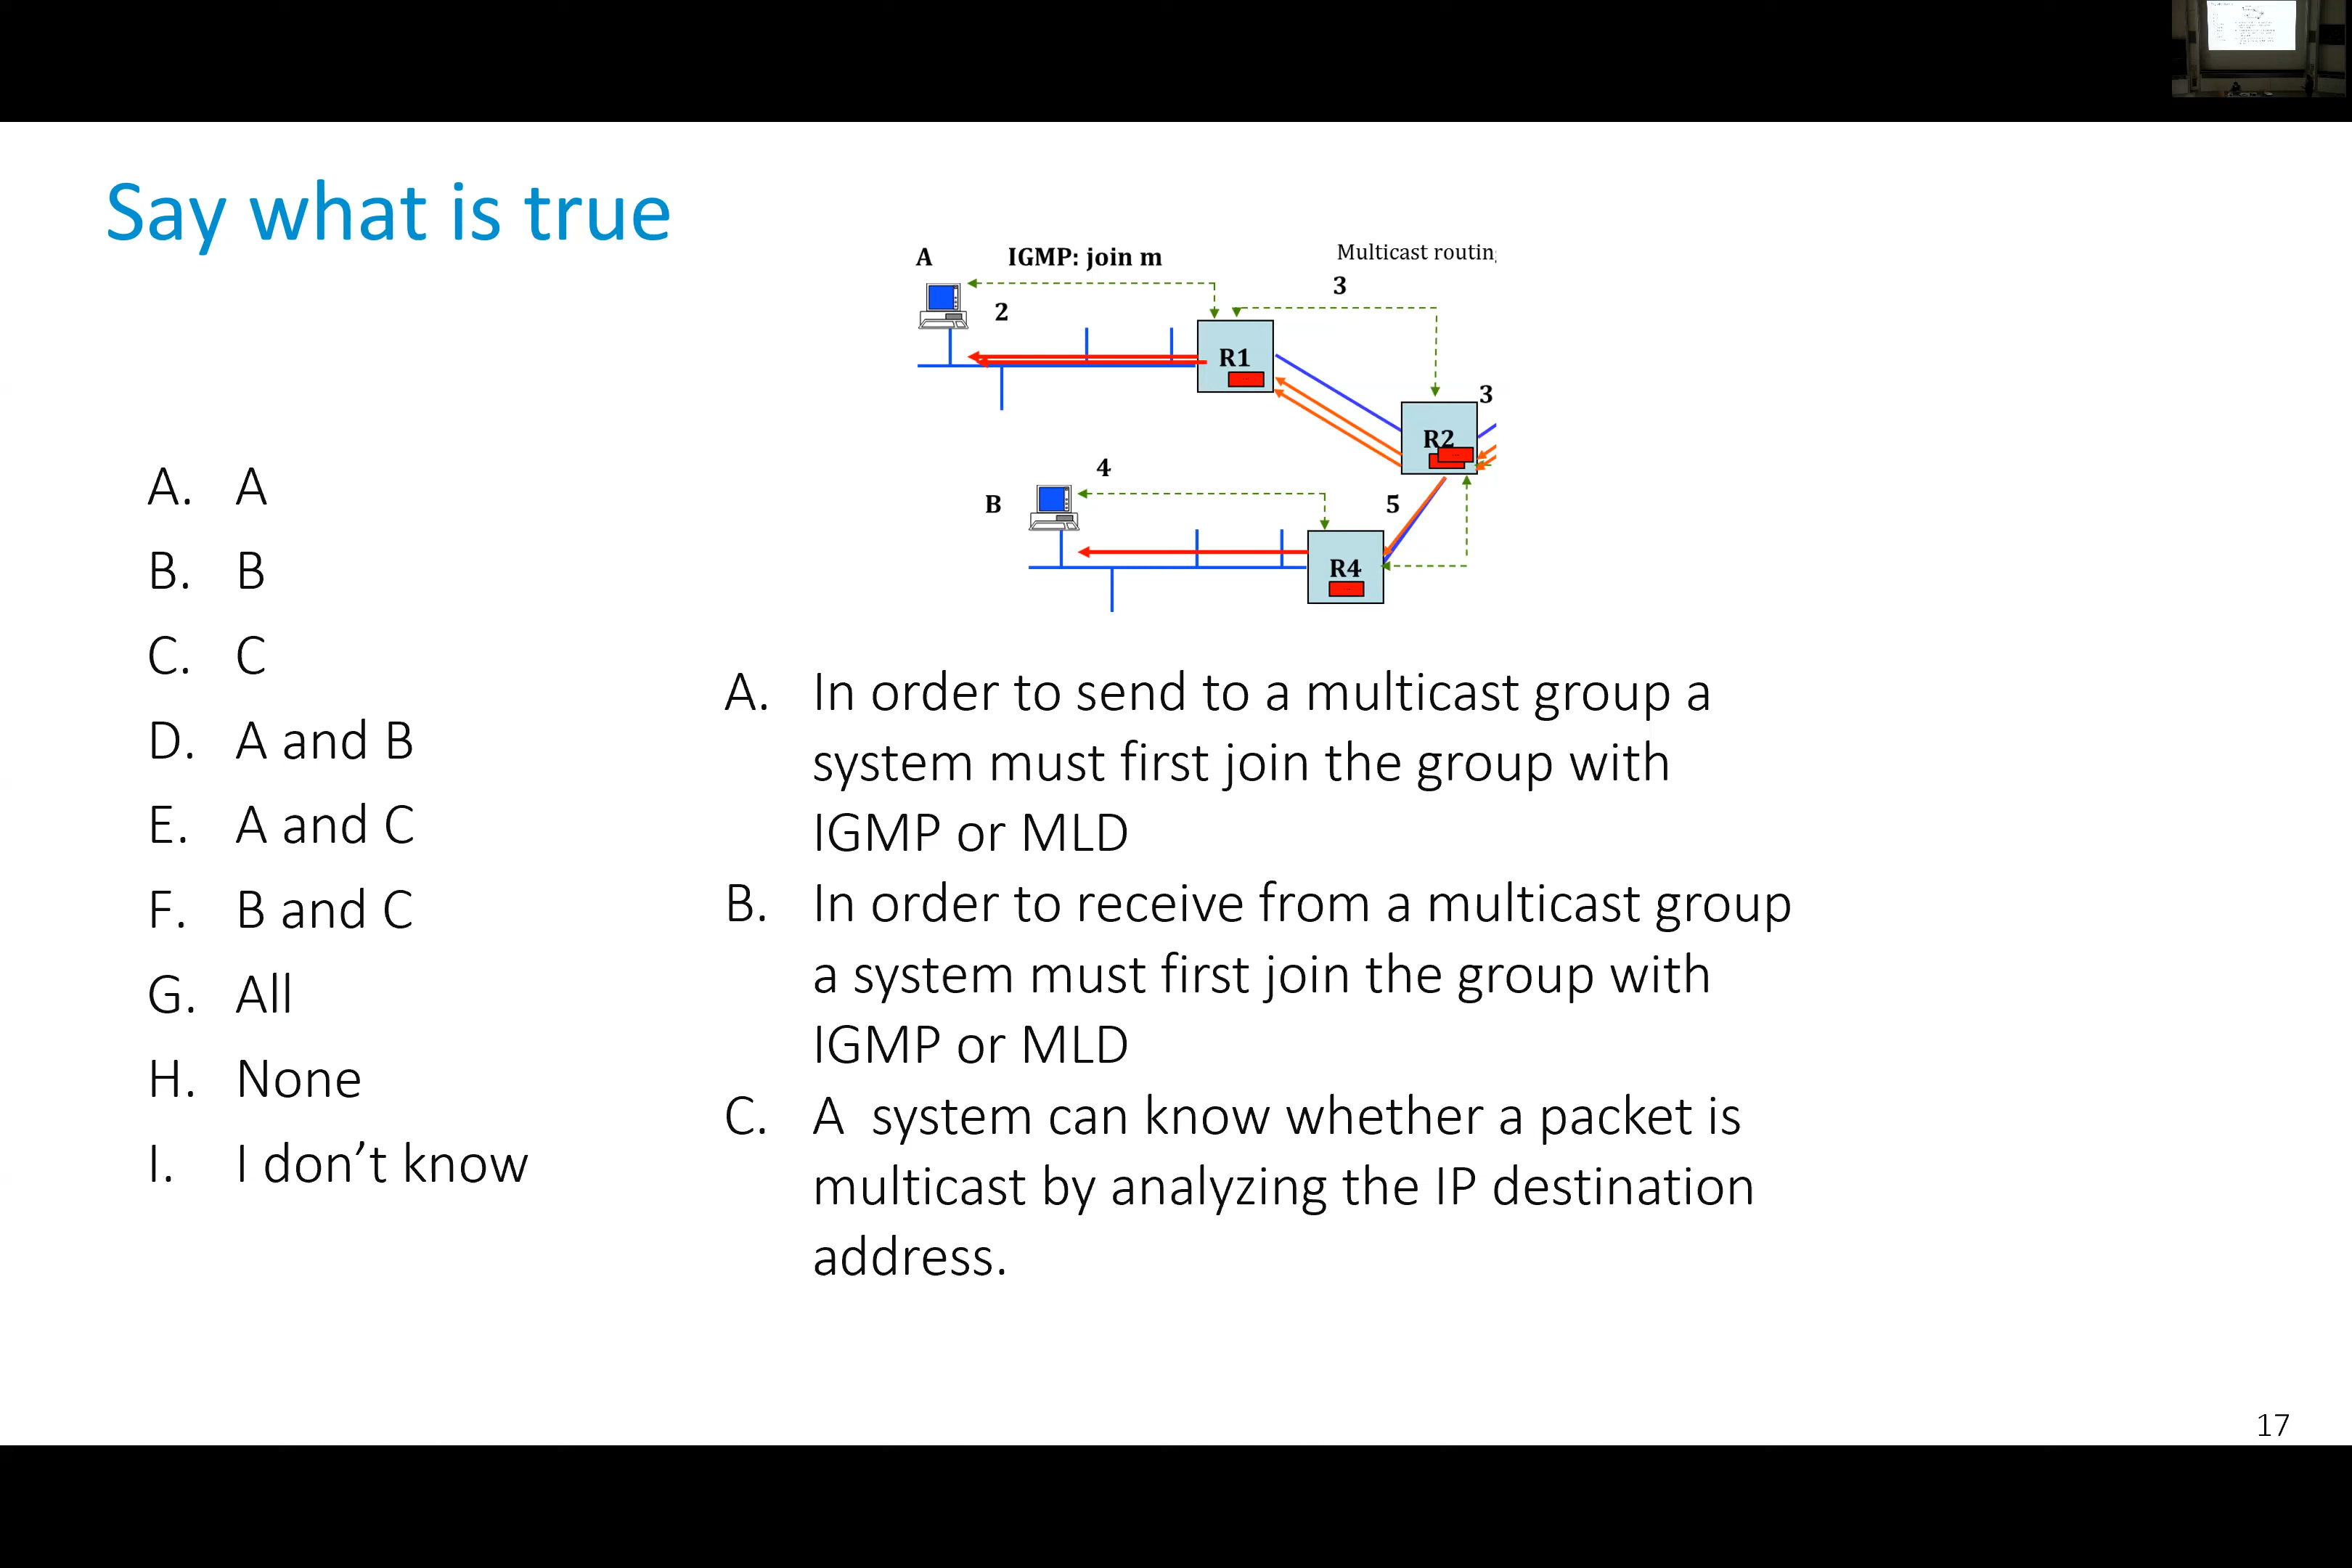 Say what is true
A IGMP: join m Multicast routin
3
2
R1
3
R2
4
B 5
R4
A. A
B. B
C. C
D. A and B
E. A and C
F. B and C
G. All
H. None
I. I don’t know
A. In order to send to a multicast group a
system must first join the group with
IGMP or MLD
B. In order to receive from a multicast group
a system must first join the group with
IGMP or MLD
C. A system can know whether a packet is
multicast by analyzing the IP destination
address.
17